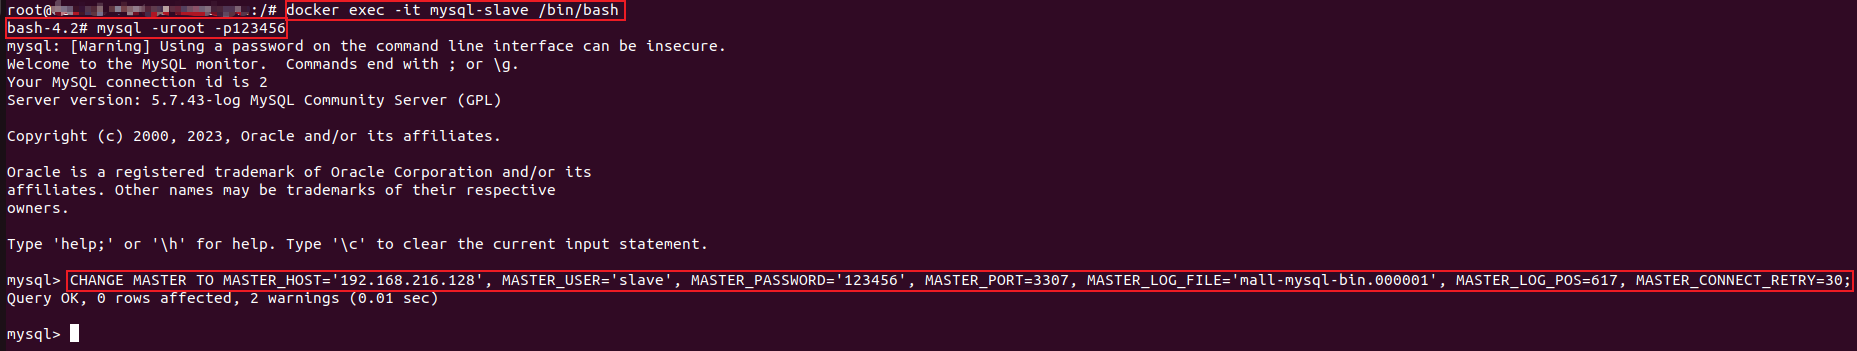 root@:/# docker exec -it mysql-slave /bin/bash
bash-4.2# mysql -uroot -p123456
mysql: [Warning] Using a password on the command line interface can be insecure.
Welcome to the MySQL monitor.  Commands end with ; or \g.
Your MySQL connection id is 2
Server version: 5.7.43-log MySQL Community Server (GPL)
Copyright (c) 2000, 2023, Oracle and/or its affiliates.
Oracle is a registered trademark of Oracle Corporation and/or its
affiliates. Other names may be trademarks of their respective
owners.
Type 'help;' or '\h' for help. Type '\c' to clear the current input statement.
mysql> CHANGE MASTER TO MASTER_HOST='192.168.216.128', MASTER_USER='slave', MASTER_PASSWORD='123456', MASTER_PORT=3307, MASTER_LOG_FILE='mall-mysql-bin.000001', MASTER_LOG_POS=617, MASTER_CONNECT_RETRY=30;
Query OK, 0 rows affected, 2 warnings (0.01 sec)
mysql>